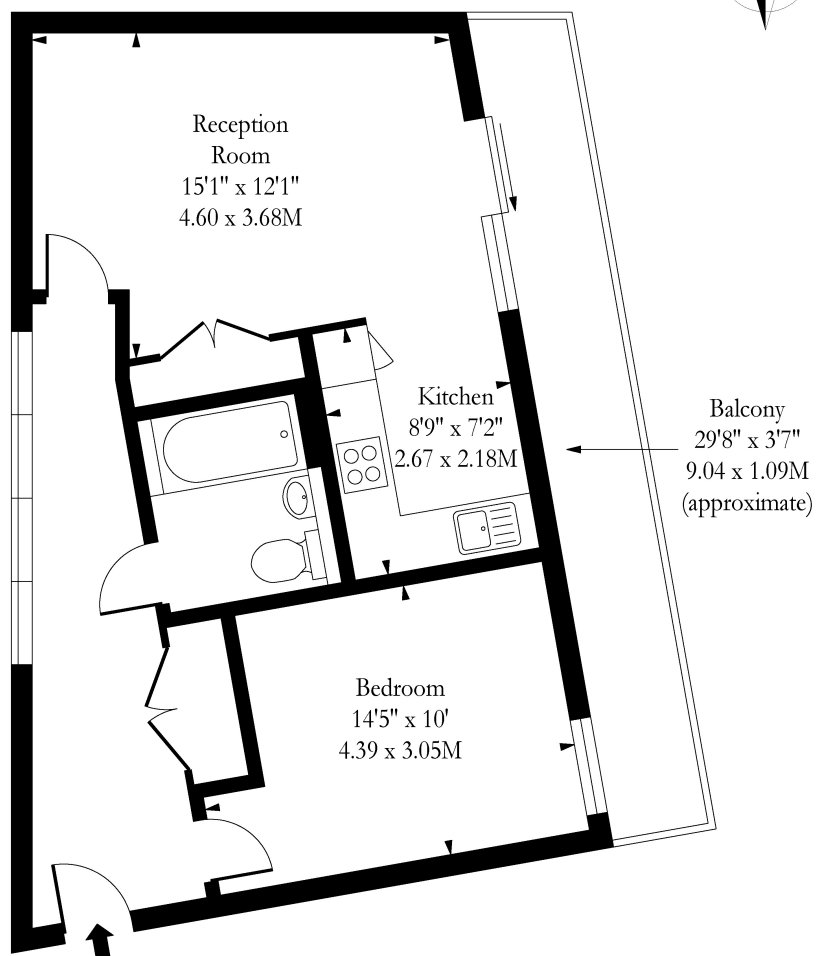 Reception
Room
15'1" x 12'1"
4.60 x 3.68M
Kitchen
8'9" x 7'2"
2.67 x 2.18M
Balcony
29'8" x 3'7"
9.04 x 1.09M
(approximate)
Bedroom
14'5" x 10'
4.39 x 3.05M